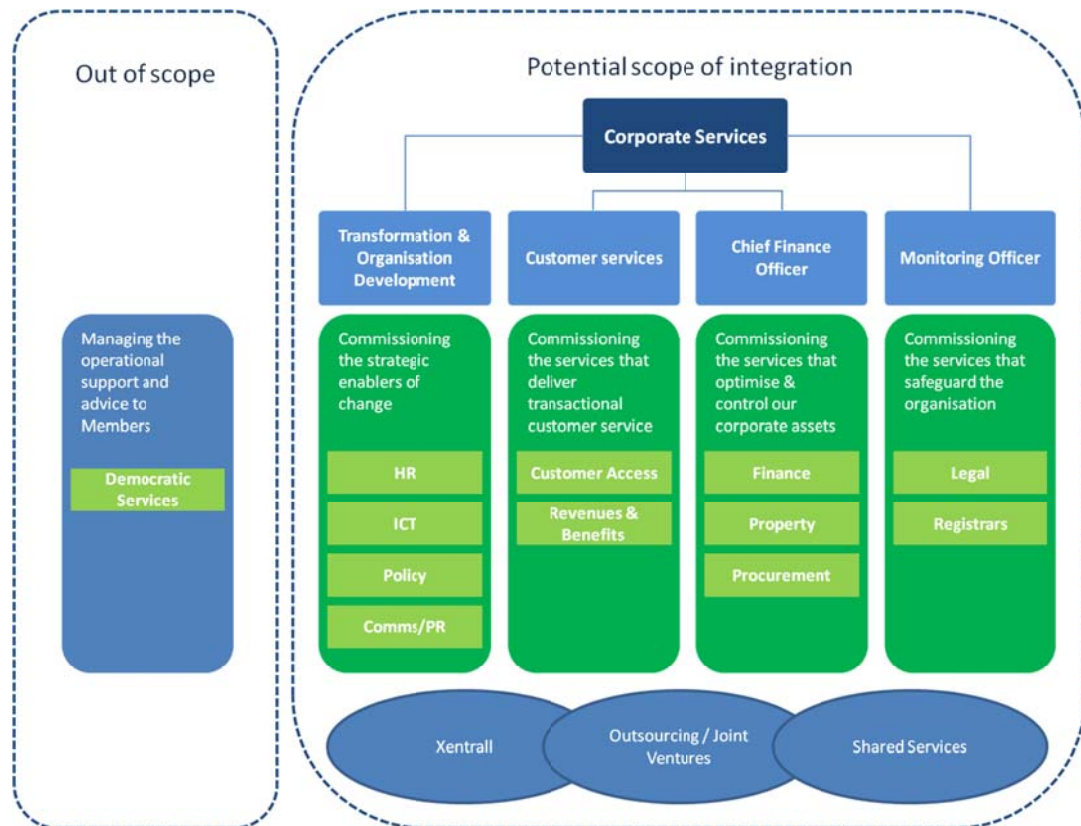 Out of scope
Managing the
operational
support and
advice to
Members
Democratic
Services
Potential scope of integration
Corporate Services
Transformation &
Organisation
Development
Customer services
Chief Finance
Officer
Monitoring Officer
Commissioning
the strategic
enablers of
change
HR
ICT
Policy
Comms/PR
Commissioning
the services that
deliver
transactional
customer service
Customer Access
Revenues &
Benefits
Commissioning
the services that
optimise &
control our
corporate assets
Finance
Property
Procurement
Commissioning
the services that
safeguard the
organisation
Legal
Registrars
Xentrall
Outsourcing / Joint
Ventures
Shared Services